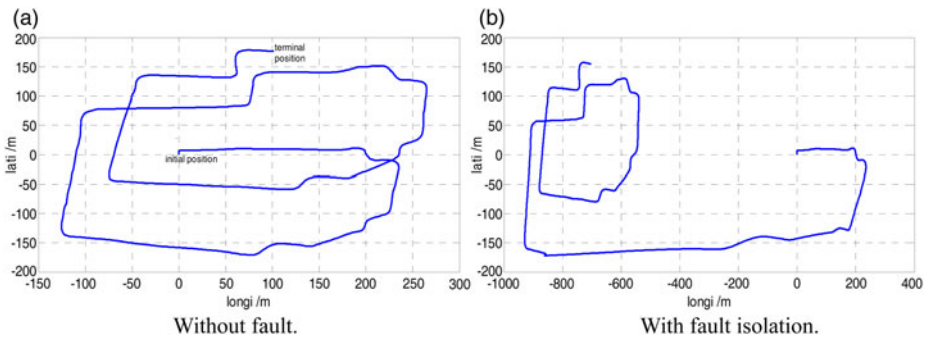 (a)
200
150
100
50
0
-50
-100
-150
-200
lati /m
-150 -100 -50 0 50 100 150 200 250 300
longi /m
terminal
position
initial position
Without fault.
(b)
200
150
100
50
0
-50
-100
-150
-200
lati /m
-1000 -800 -600 -400 -200 0 200 400
longi /m
With fault isolation.